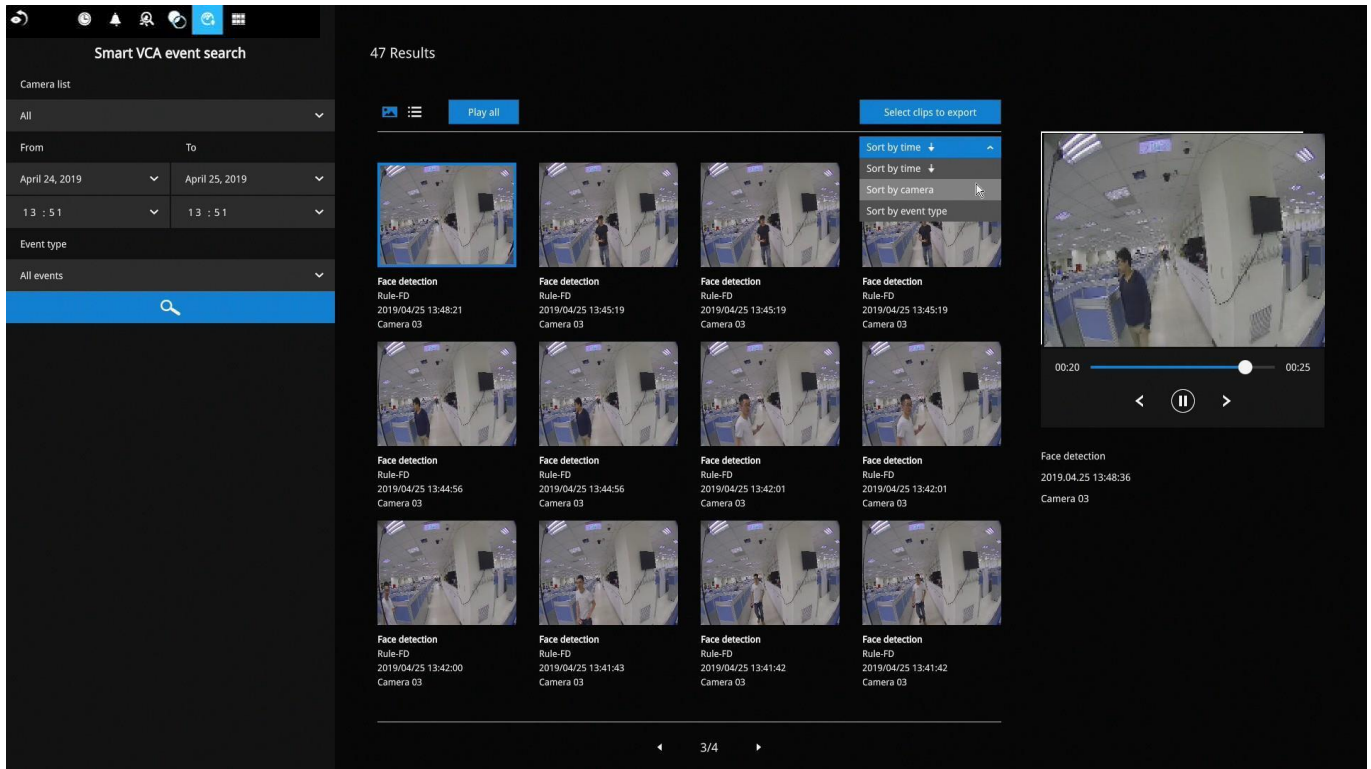 Smart VCA event search
Camera list
All
From To
April 24, 2019 April 25, 2019
13 : 51 13 : 51
Event type
All events
47 Results
Play all
Select clips to export
Sort by time
Sort by time
Sort by camera
Sort by event type
Face detection
Rule-FD
2019/04/25 13:48:21
Camera 03
Face detection
Rule-FD
2019/04/25 13:45:19
Camera 03
Face detection
Rule-FD
2019/04/25 13:45:19
Camera 03
Face detection
Rule-FD
2019/04/25 13:45:19
Camera 03
Face detection
Rule-FD
2019/04/25 13:44:56
Camera 03
Face detection
Rule-FD
2019/04/25 13:44:56
Camera 03
Face detection
Rule-FD
2019/04/25 13:42:01
Camera 03
Face detection
Rule-FD
2019/04/25 13:42:01
Camera 03
Face detection
Rule-FD
2019/04/25 13:42:00
Camera 03
Face detection
Rule-FD
2019/04/25 13:41:43
Camera 03
Face detection
Rule-FD
2019/04/25 13:41:42
Camera 03
Face detection
Rule-FD
2019/04/25 13:41:42
Camera 03
3/4
00:20 00:25
Face detection
2019.04.25 13:48:36
Camera 03